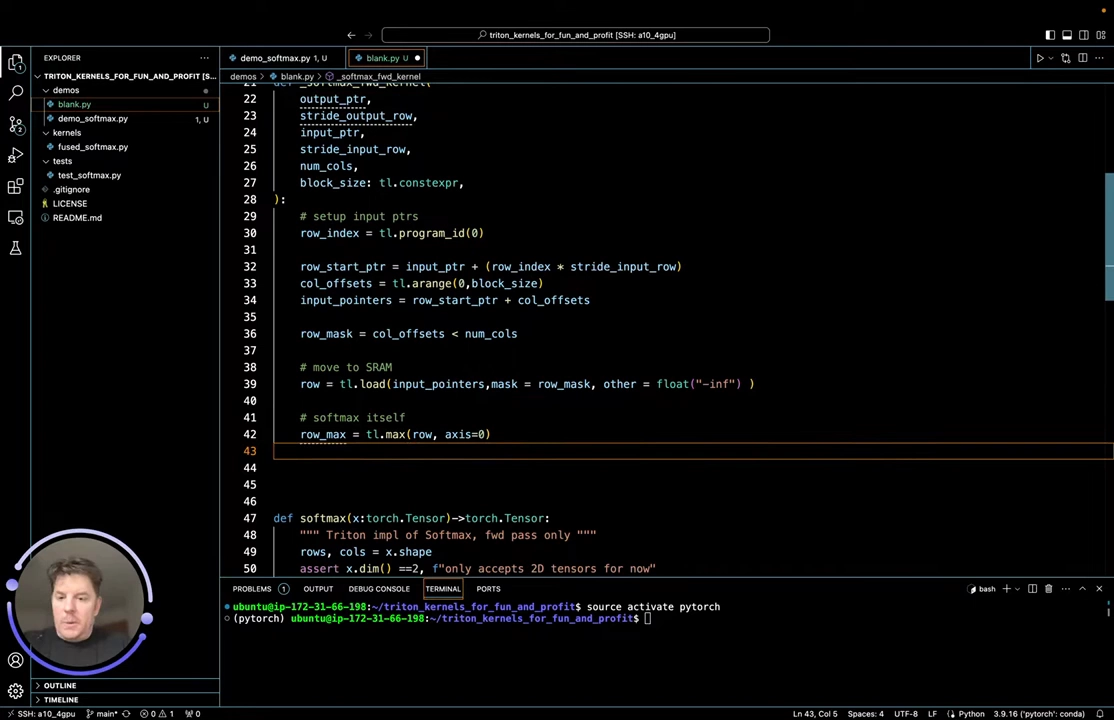 triton_kernels_for_fun_and_profit [SSH: a10_4gpu]
EXPLORER
demo_softmax.py 1, U
blank.py U
TRITON_KERNELS_FOR_FUN_AND_PROFIT [S...
demos > blank.py > _softmax_fwd_kernel
demos
blank.py U
demo_softmax.py 1, U
kernels
fused_softmax.py
tests
test_softmax.py
.gitignore
LICENSE
README.md
21 def _softmax_fwd_kernel(
22 output_ptr,
23 stride_output_row,
24 input_ptr,
25 stride_input_row,
26 num_cols,
27 block_size: tl.constexpr,
28 ):
29 # setup input ptrs
30 row_index = tl.program_id(0)
31
32 row_start_ptr = input_ptr + (row_index * stride_input_row)
33 col_offsets = tl.arange(0,block_size)
34 input_pointers = row_start_ptr + col_offsets
35
36 row_mask = col_offsets < num_cols
37
38 # move to SRAM
39 row = tl.load(input_pointers,mask = row_mask, other = float("-inf") )
40
41 # softmax itself
42 row_max = tl.max(row, axis=0)
43
44
45
46
47 def softmax(x:torch.Tensor)->torch.Tensor:
48 """ Triton impl of Softmax, fwd pass only """
49 rows, cols = x.shape
50 assert x.dim() ==2, f"only accepts 2D tensors for now"
PROBLEMS 1 OUTPUT DEBUG CONSOLE TERMINAL PORTS
bash
ubuntu@ip-172-31-66-198:~/triton_kernels_for_fun_and_profit$ source activate pytorch
(pytorch) ubuntu@ip-172-31-66-198:~/triton_kernels_for_fun_and_profit$
OUTLINE
TIMELINE
SSH: a10_4gpu main* 0 1 0
Ln 43, Col 5 Spaces: 4 UTF-8 LF Python 3.9.16 ('pytorch': conda)